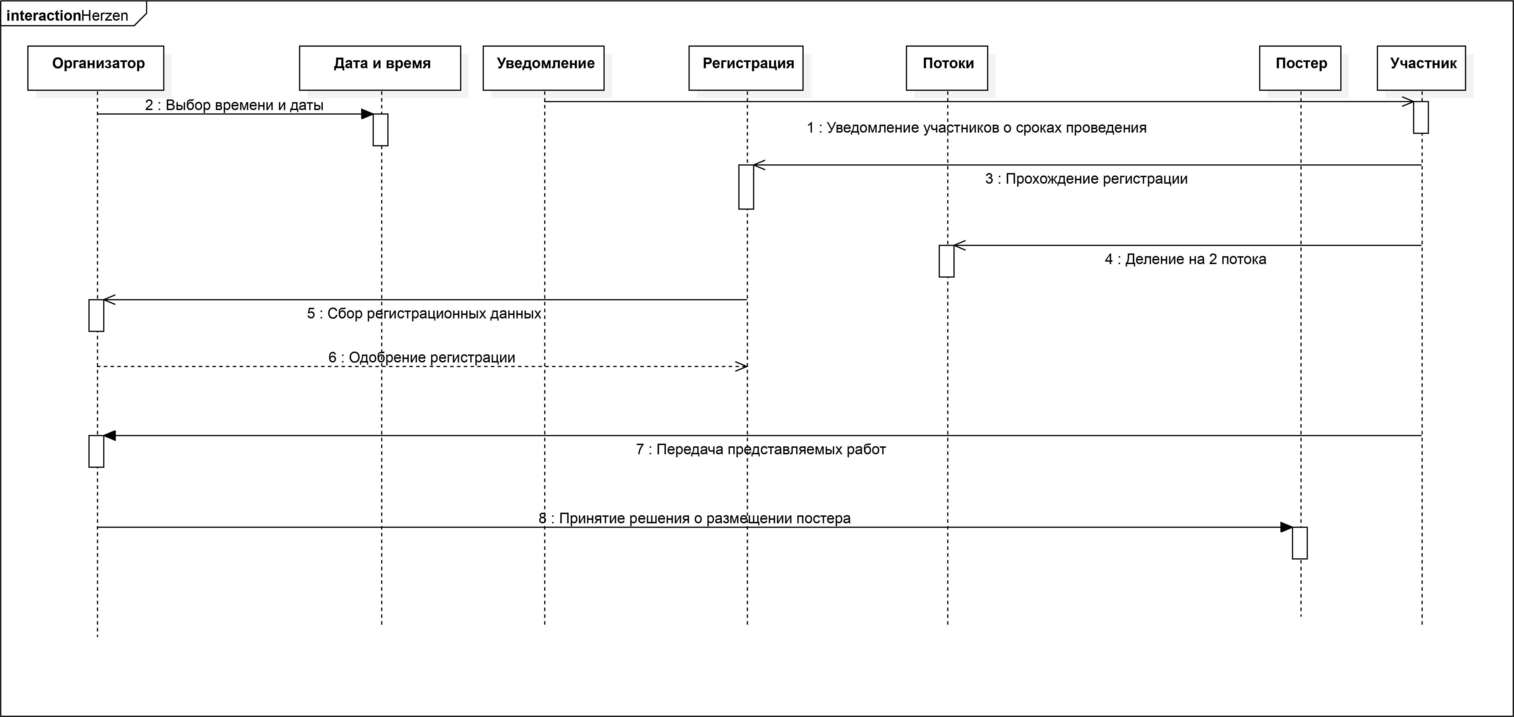 interactionHerzen
Организатор
Дата и время
Уведомление
Регистрация
Потоки
Постер
Участник
2 : Выбор времени и даты
1 : Уведомление участников о сроках проведения
3 : Прохождение регистрации
4 : Деление на 2 потока
5 : Сбор регистрационных данных
6 : Одобрение регистрации
7 : Передача представляемых работ
8 : Принятие решения о размещении постера